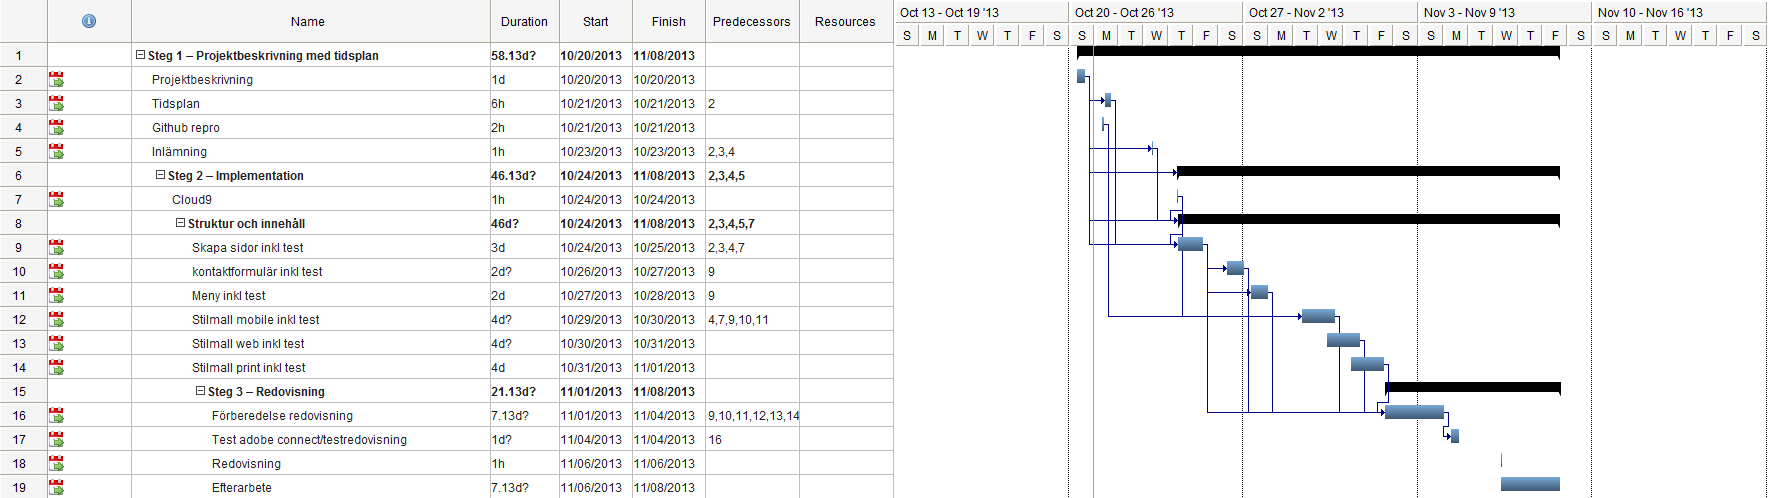 Name Duration Start Finish Predecessors Resources Oct 13 - Oct 19 '13 Oct 20 - Oct 26 '13 Oct 27 - Nov 2 '13 Nov 3 - Nov 9 '13 Nov 10 - Nov 16 '13
S M T W T F S S M T W T F S S M T W T F S S M T W T F S S M T W T F S
1 Steg 1 – Projektbeskrivning med tidsplan 58.13d? 10/20/2013 11/08/2013
2 Projektbeskrivning 1d 10/20/2013 10/20/2013
3 Tidsplan 6h 10/21/2013 10/21/2013 2
4 Github repro 2h 10/21/2013 10/21/2013
5 Inlämning 1h 10/23/2013 10/23/2013 2,3,4
6 Steg 2 – Implementation 46.13d? 10/24/2013 11/08/2013 2,3,4,5
7 Cloud9 1h 10/24/2013 10/24/2013
8 Struktur och innehåll 46d? 10/24/2013 11/08/2013 2,3,4,5,7
9 Skapa sidor inkl test 3d 10/24/2013 10/25/2013 2,3,4,7
10 kontaktformulär inkl test 2d? 10/26/2013 10/27/2013 9
11 Meny inkl test 2d 10/27/2013 10/28/2013 9
12 Stilmall mobile inkl test 4d? 10/29/2013 10/30/2013 4,7,9,10,11
13 Stilmall web inkl test 4d? 10/30/2013 10/31/2013
14 Stilmall print inkl test 4d 10/31/2013 11/01/2013
15 Steg 3 – Redovisning 21.13d? 11/01/2013 11/08/2013
16 Förberedelse redovisning 7.13d? 11/01/2013 11/04/2013 9,10,11,12,13,14
17 Test adobe connect/testredovisning 1d? 11/04/2013 11/04/2013 16
18 Redovisning 1h 11/06/2013 11/06/2013
19 Efterarbete 7.13d? 11/06/2013 11/08/2013